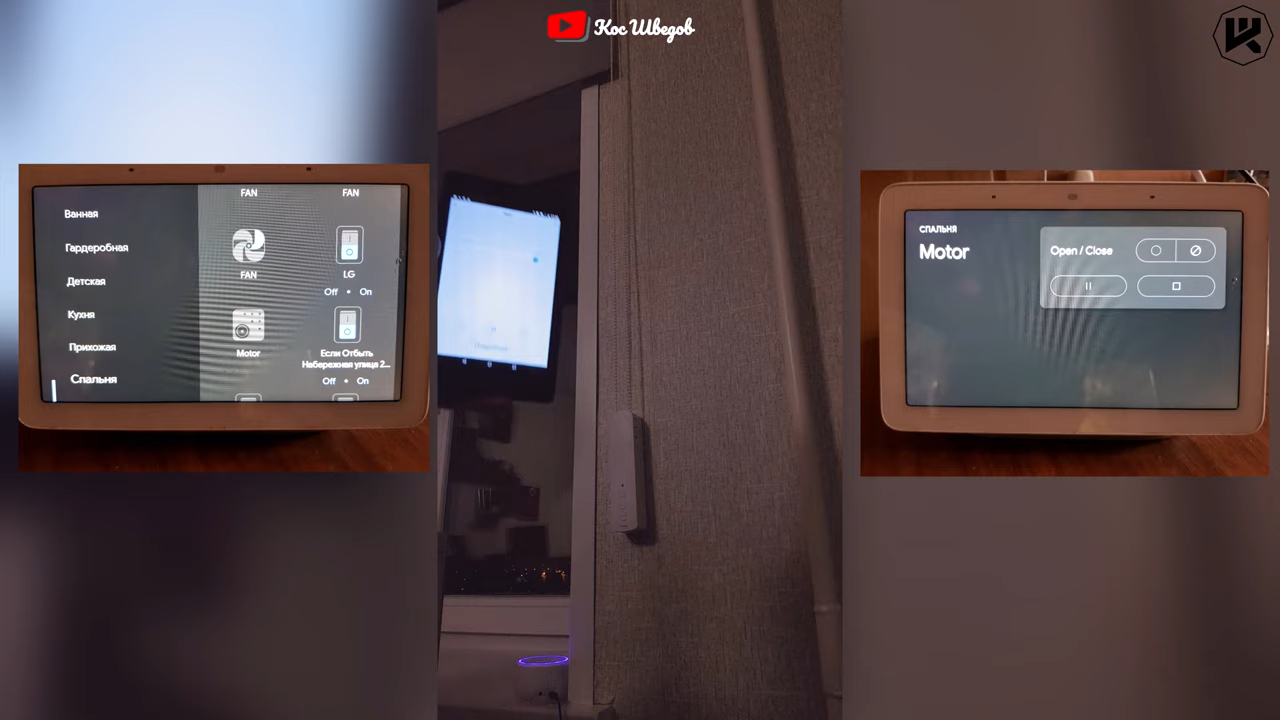 Кос Шведов
FAN
FAN
Ванная
Гардеробная
Детская
Кухня
Прихожая
Спальня
FAN
LG
Off • On
Motor
Если Отбыть
Набережная улица 2...
Off • On
СПАЛЬНЯ
Motor
Open / Close